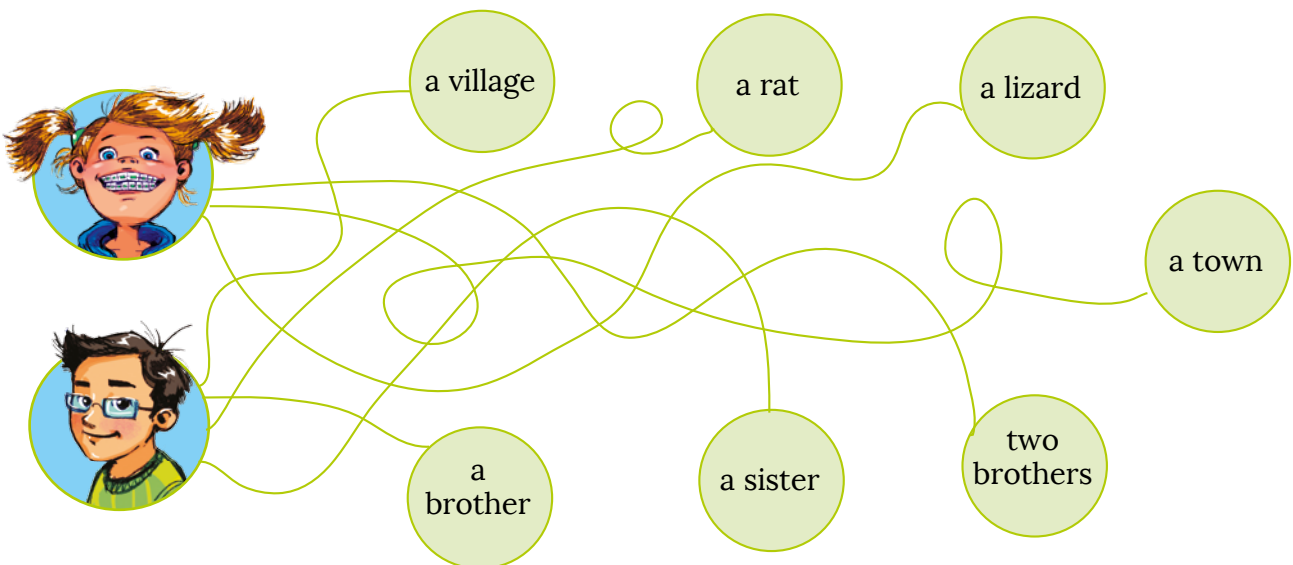 a village
a rat
a lizard
a town
a
brother
a sister
two
brothers